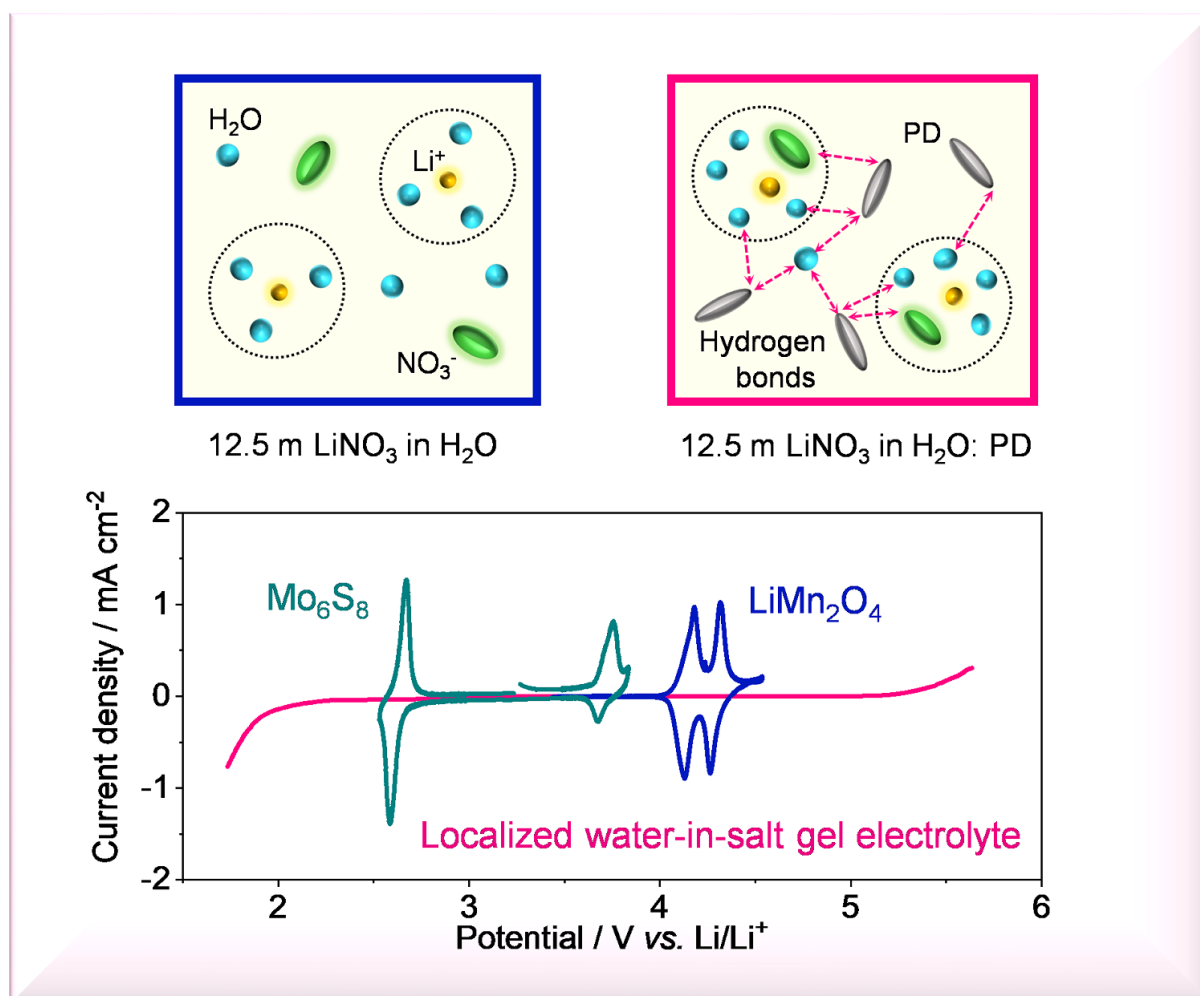 H₂O
Li⁺
NO₃⁻
PD
Hydrogen
bonds
12.5 m LiNO₃ in H₂O
12.5 m LiNO₃ in H₂O: PD
Current density / mA cm⁻²
2
1
0
-1
-2
Mo₆S₈
LiMn₂O₄
Localized water-in-salt gel electrolyte
2
3
4
5
6
Potential / V vs. Li/Li⁺